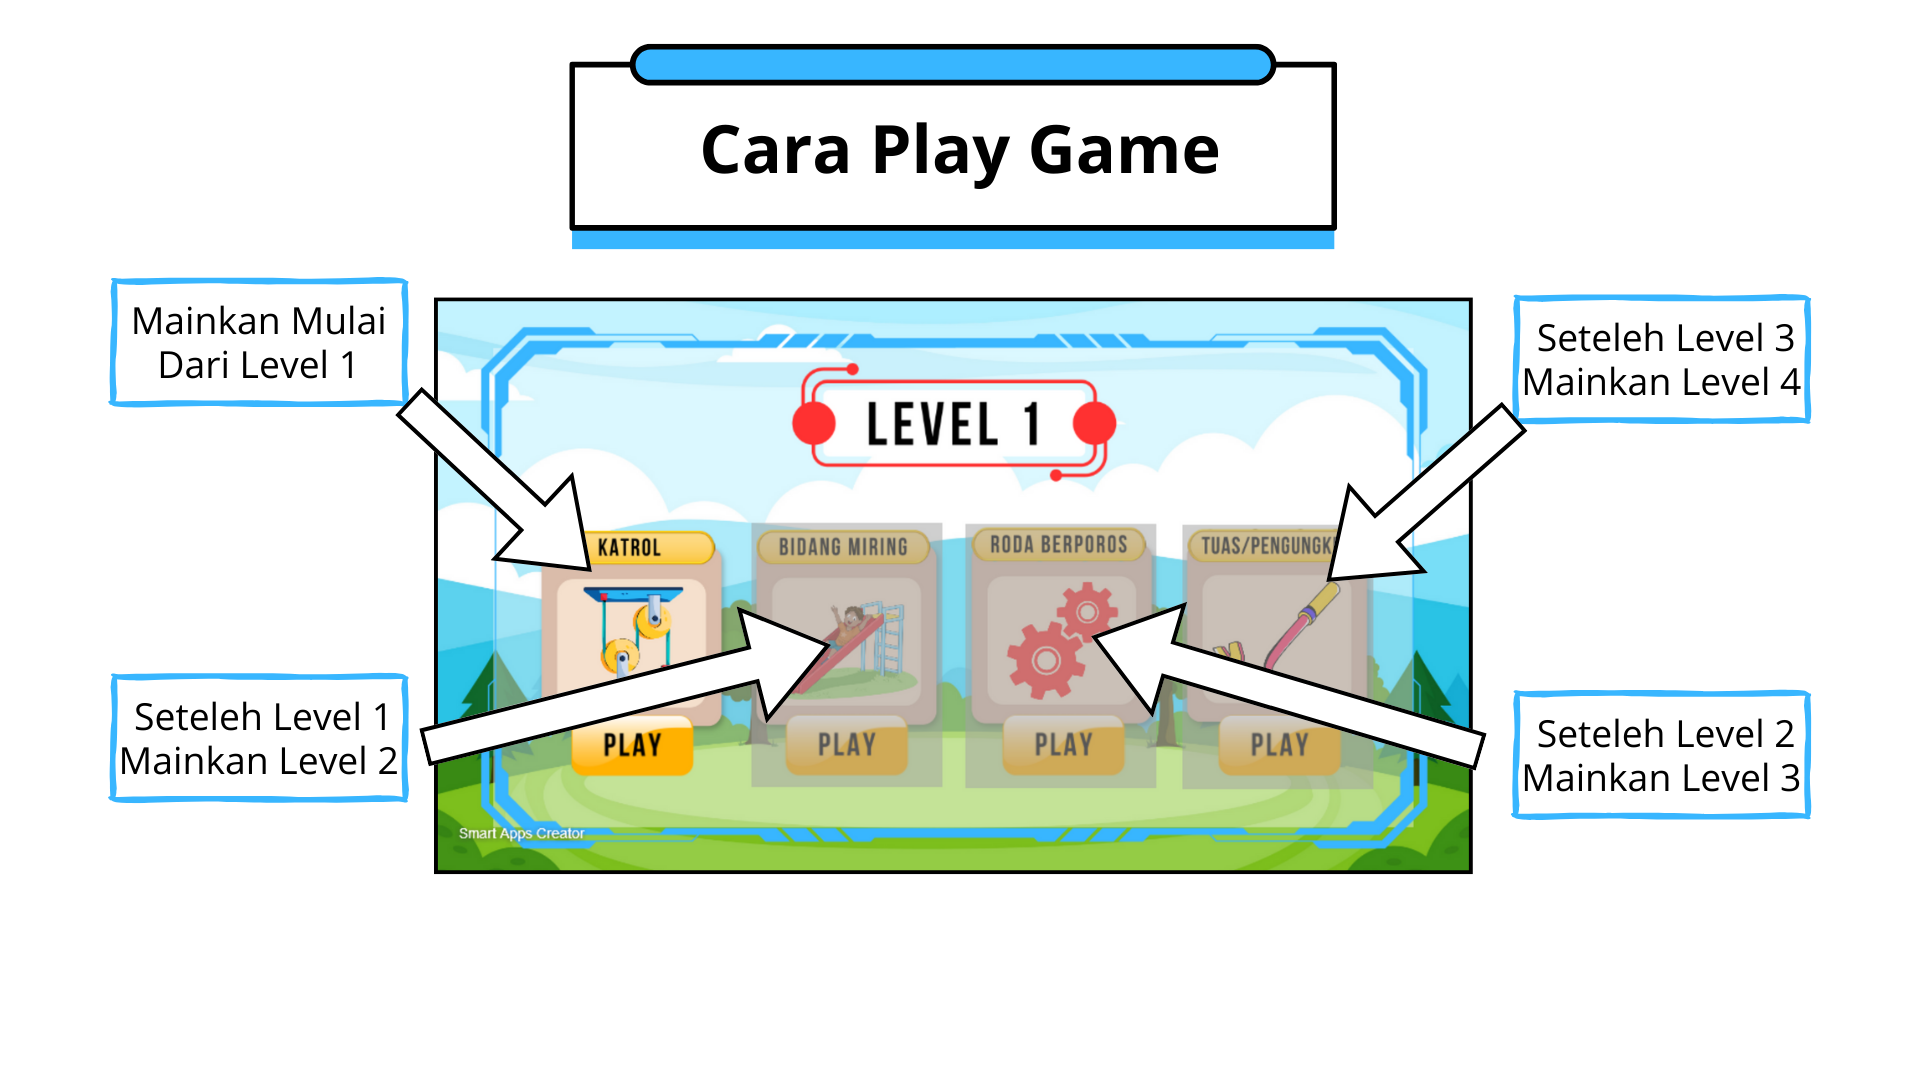 Cara Play Game
Mainkan Mulai
Dari Level 1
Seteleh Level 3
Mainkan Level 4
LEVEL 1
KATROL
BIDANG MIRING
RODA BERPOROS
Seteleh Level 1
Mainkan Level 2
Seteleh Level 2
Mainkan Level 3
PLAY
PLAY
PLAY
PLAY
Smart Apps Creator